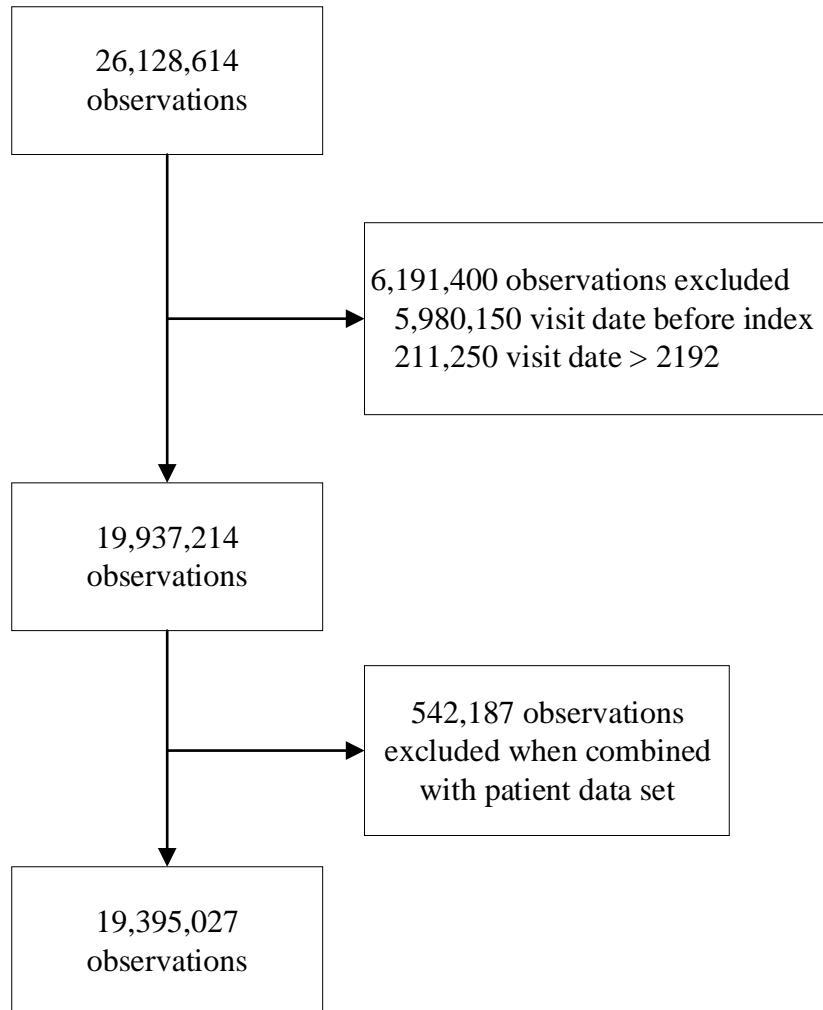 26,128,614
observations
6,191,400 observations excluded
5,980,150 visit date before index
211,250 visit date > 2192
19,937,214
observations
542,187 observations
excluded when combined
with patient data set
19,395,027
observations